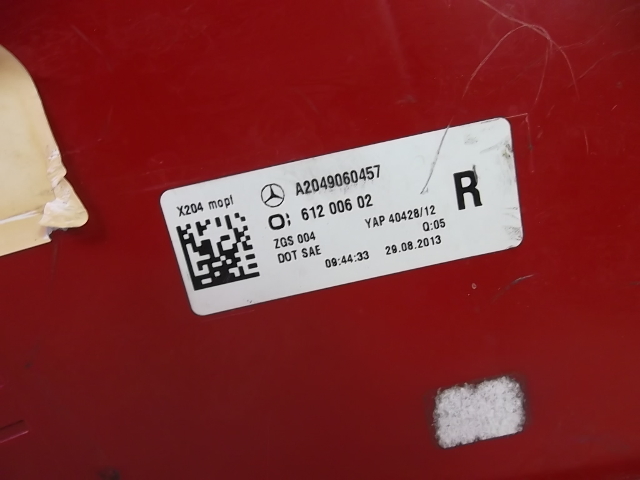 X204 mopf
A2049060457
612 006 02
ZGS 004
YAP 40428/12
DOT SAE
Q:05
09:44:33
29.08.2013
R